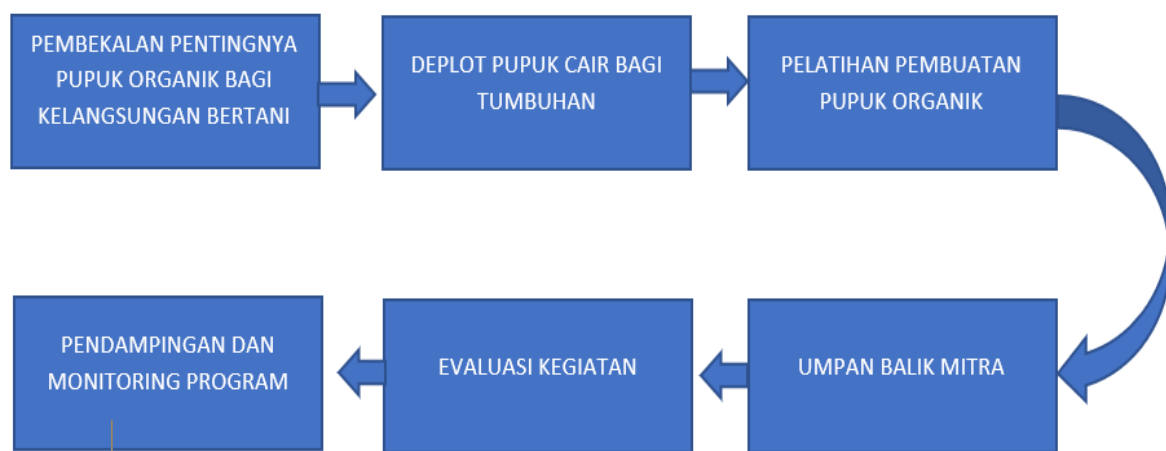 PEMBEKALAN PENTINGNYA
PUPUK ORGANIK BAGI
KELANGSUNGAN BERTANI
DEPLOT PUPUK CAIR BAGI
TUMBUHAN
PELATIHAN PEMBUATAN
PUPUK ORGANIK
UMPAN BALIK MITRA
EVALUASI KEGIATAN
PENDAMPINGAN DAN
MONITORING PROGRAM